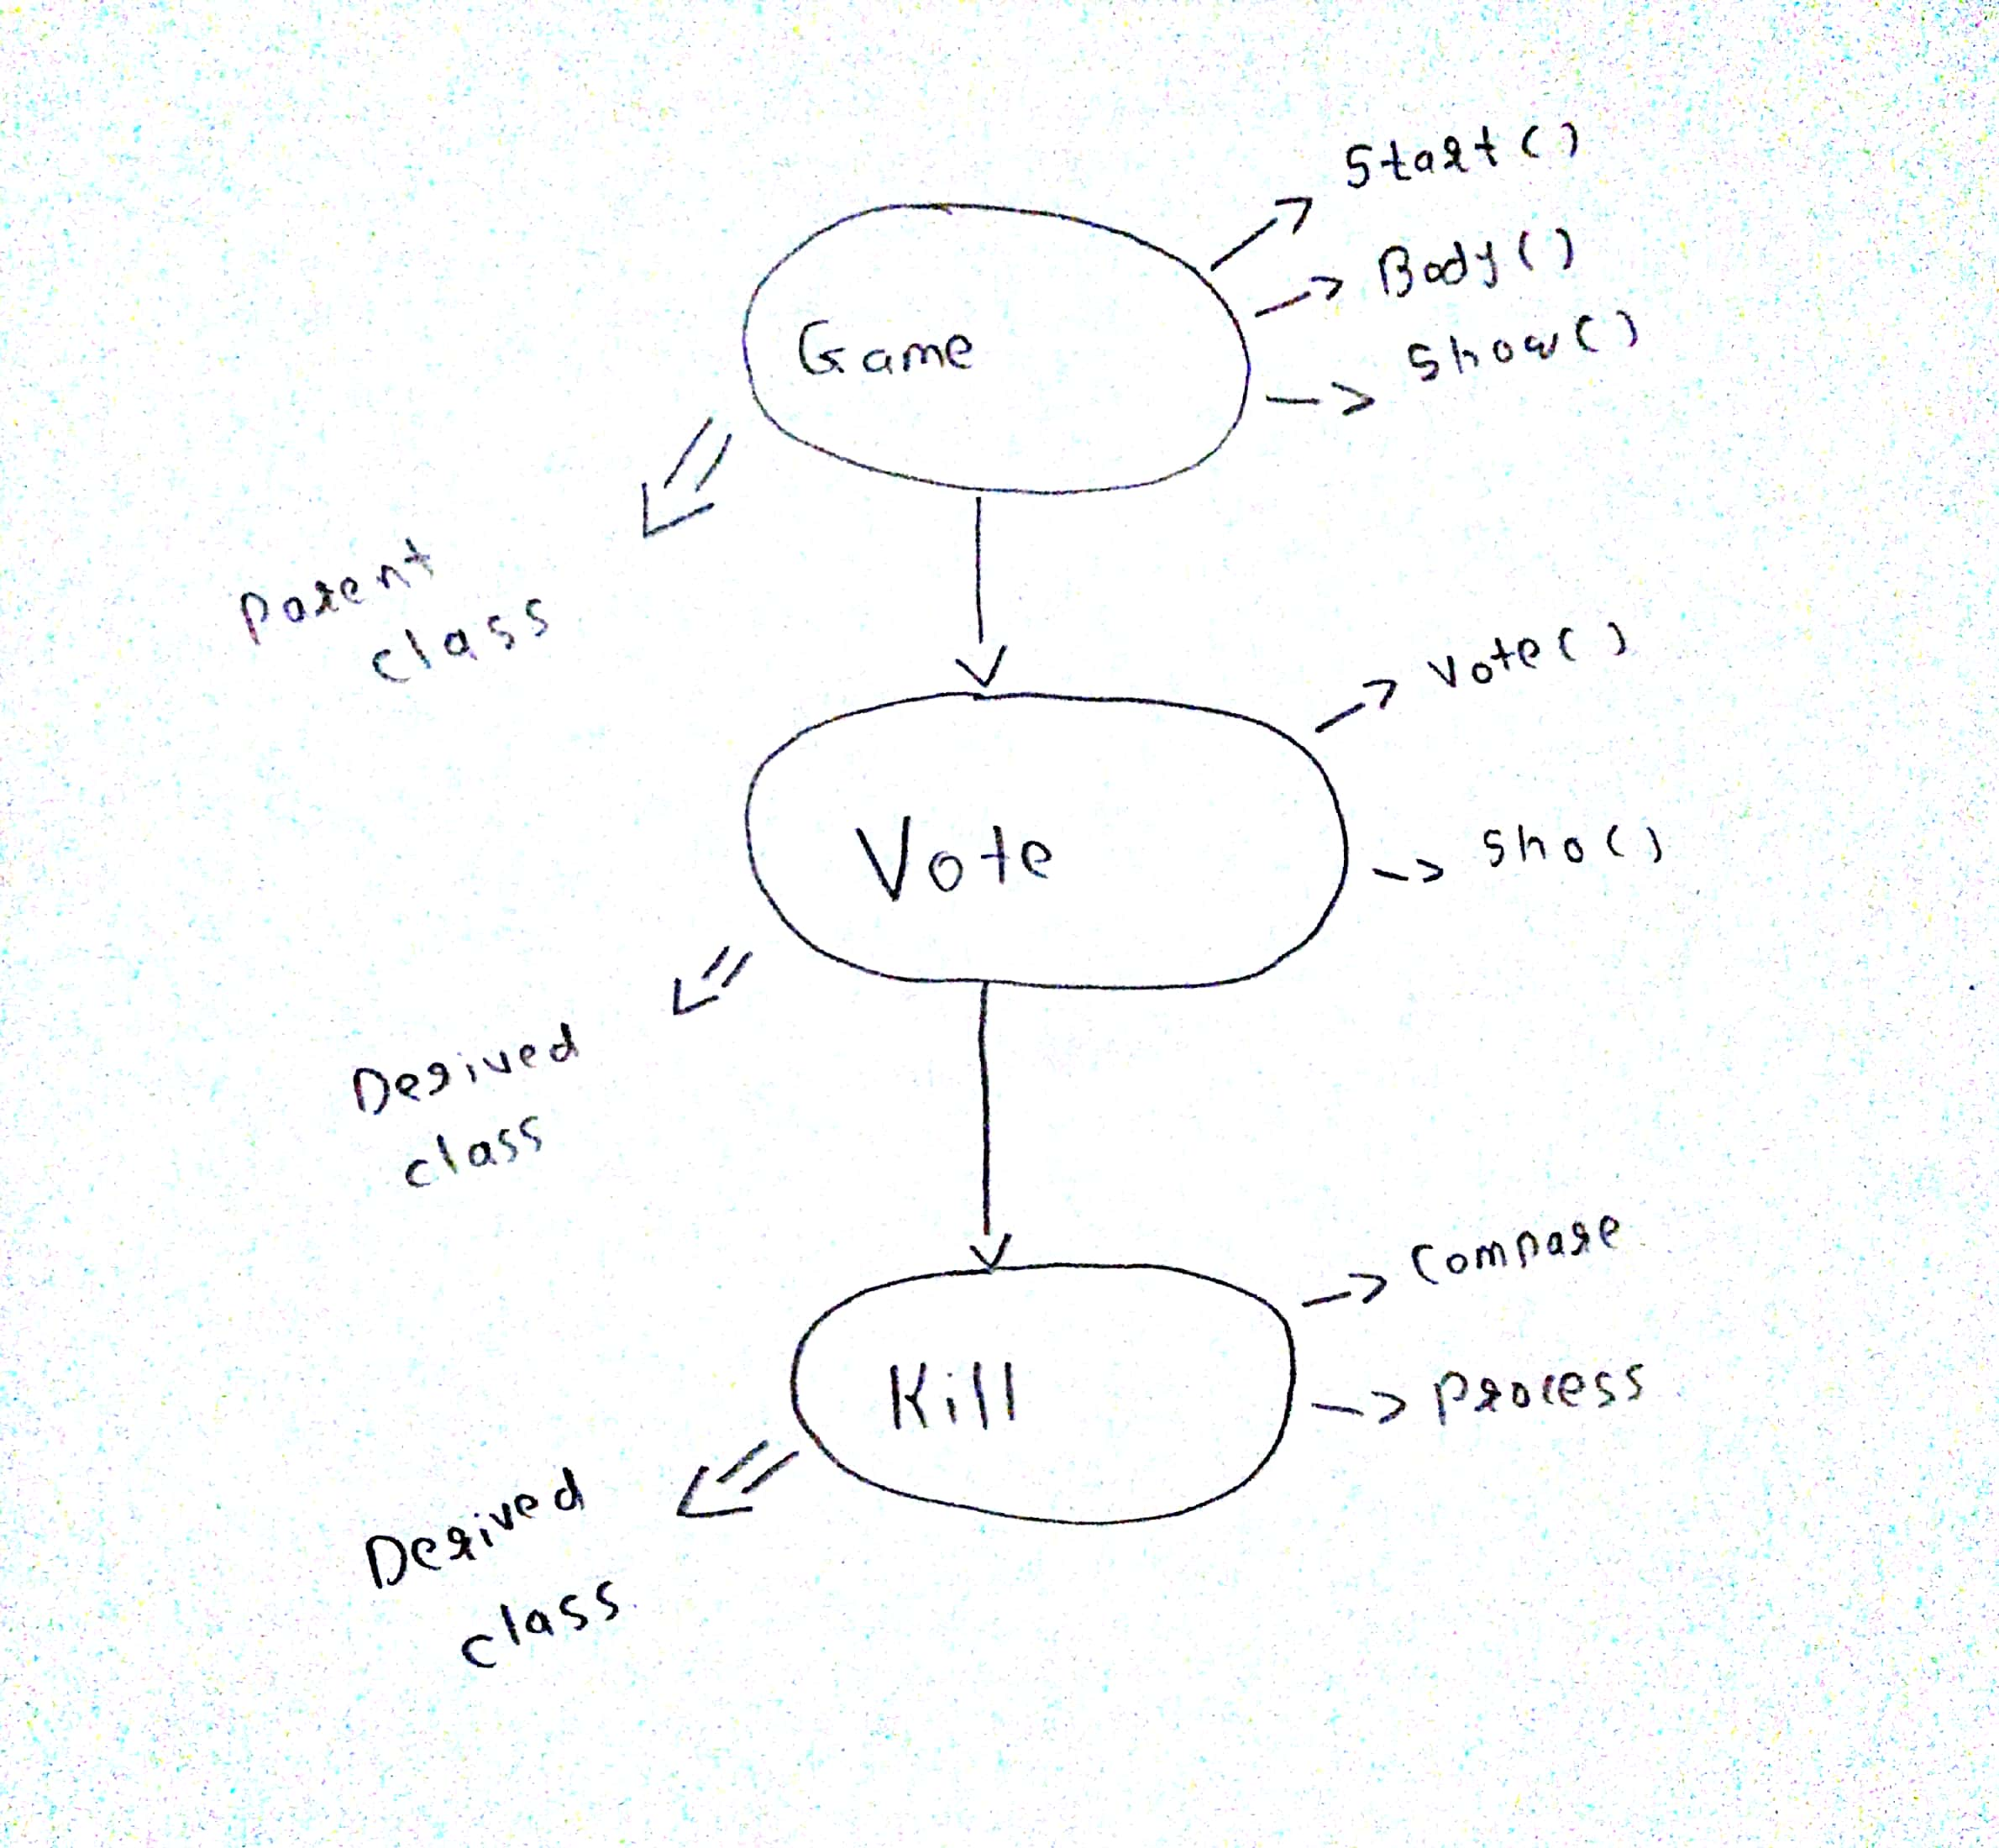 Start()
Body()
Show()
Game
Parent
class
Vote()
Vote
Sho()
Derived
class
Compare
Kill
Process
Derived
class